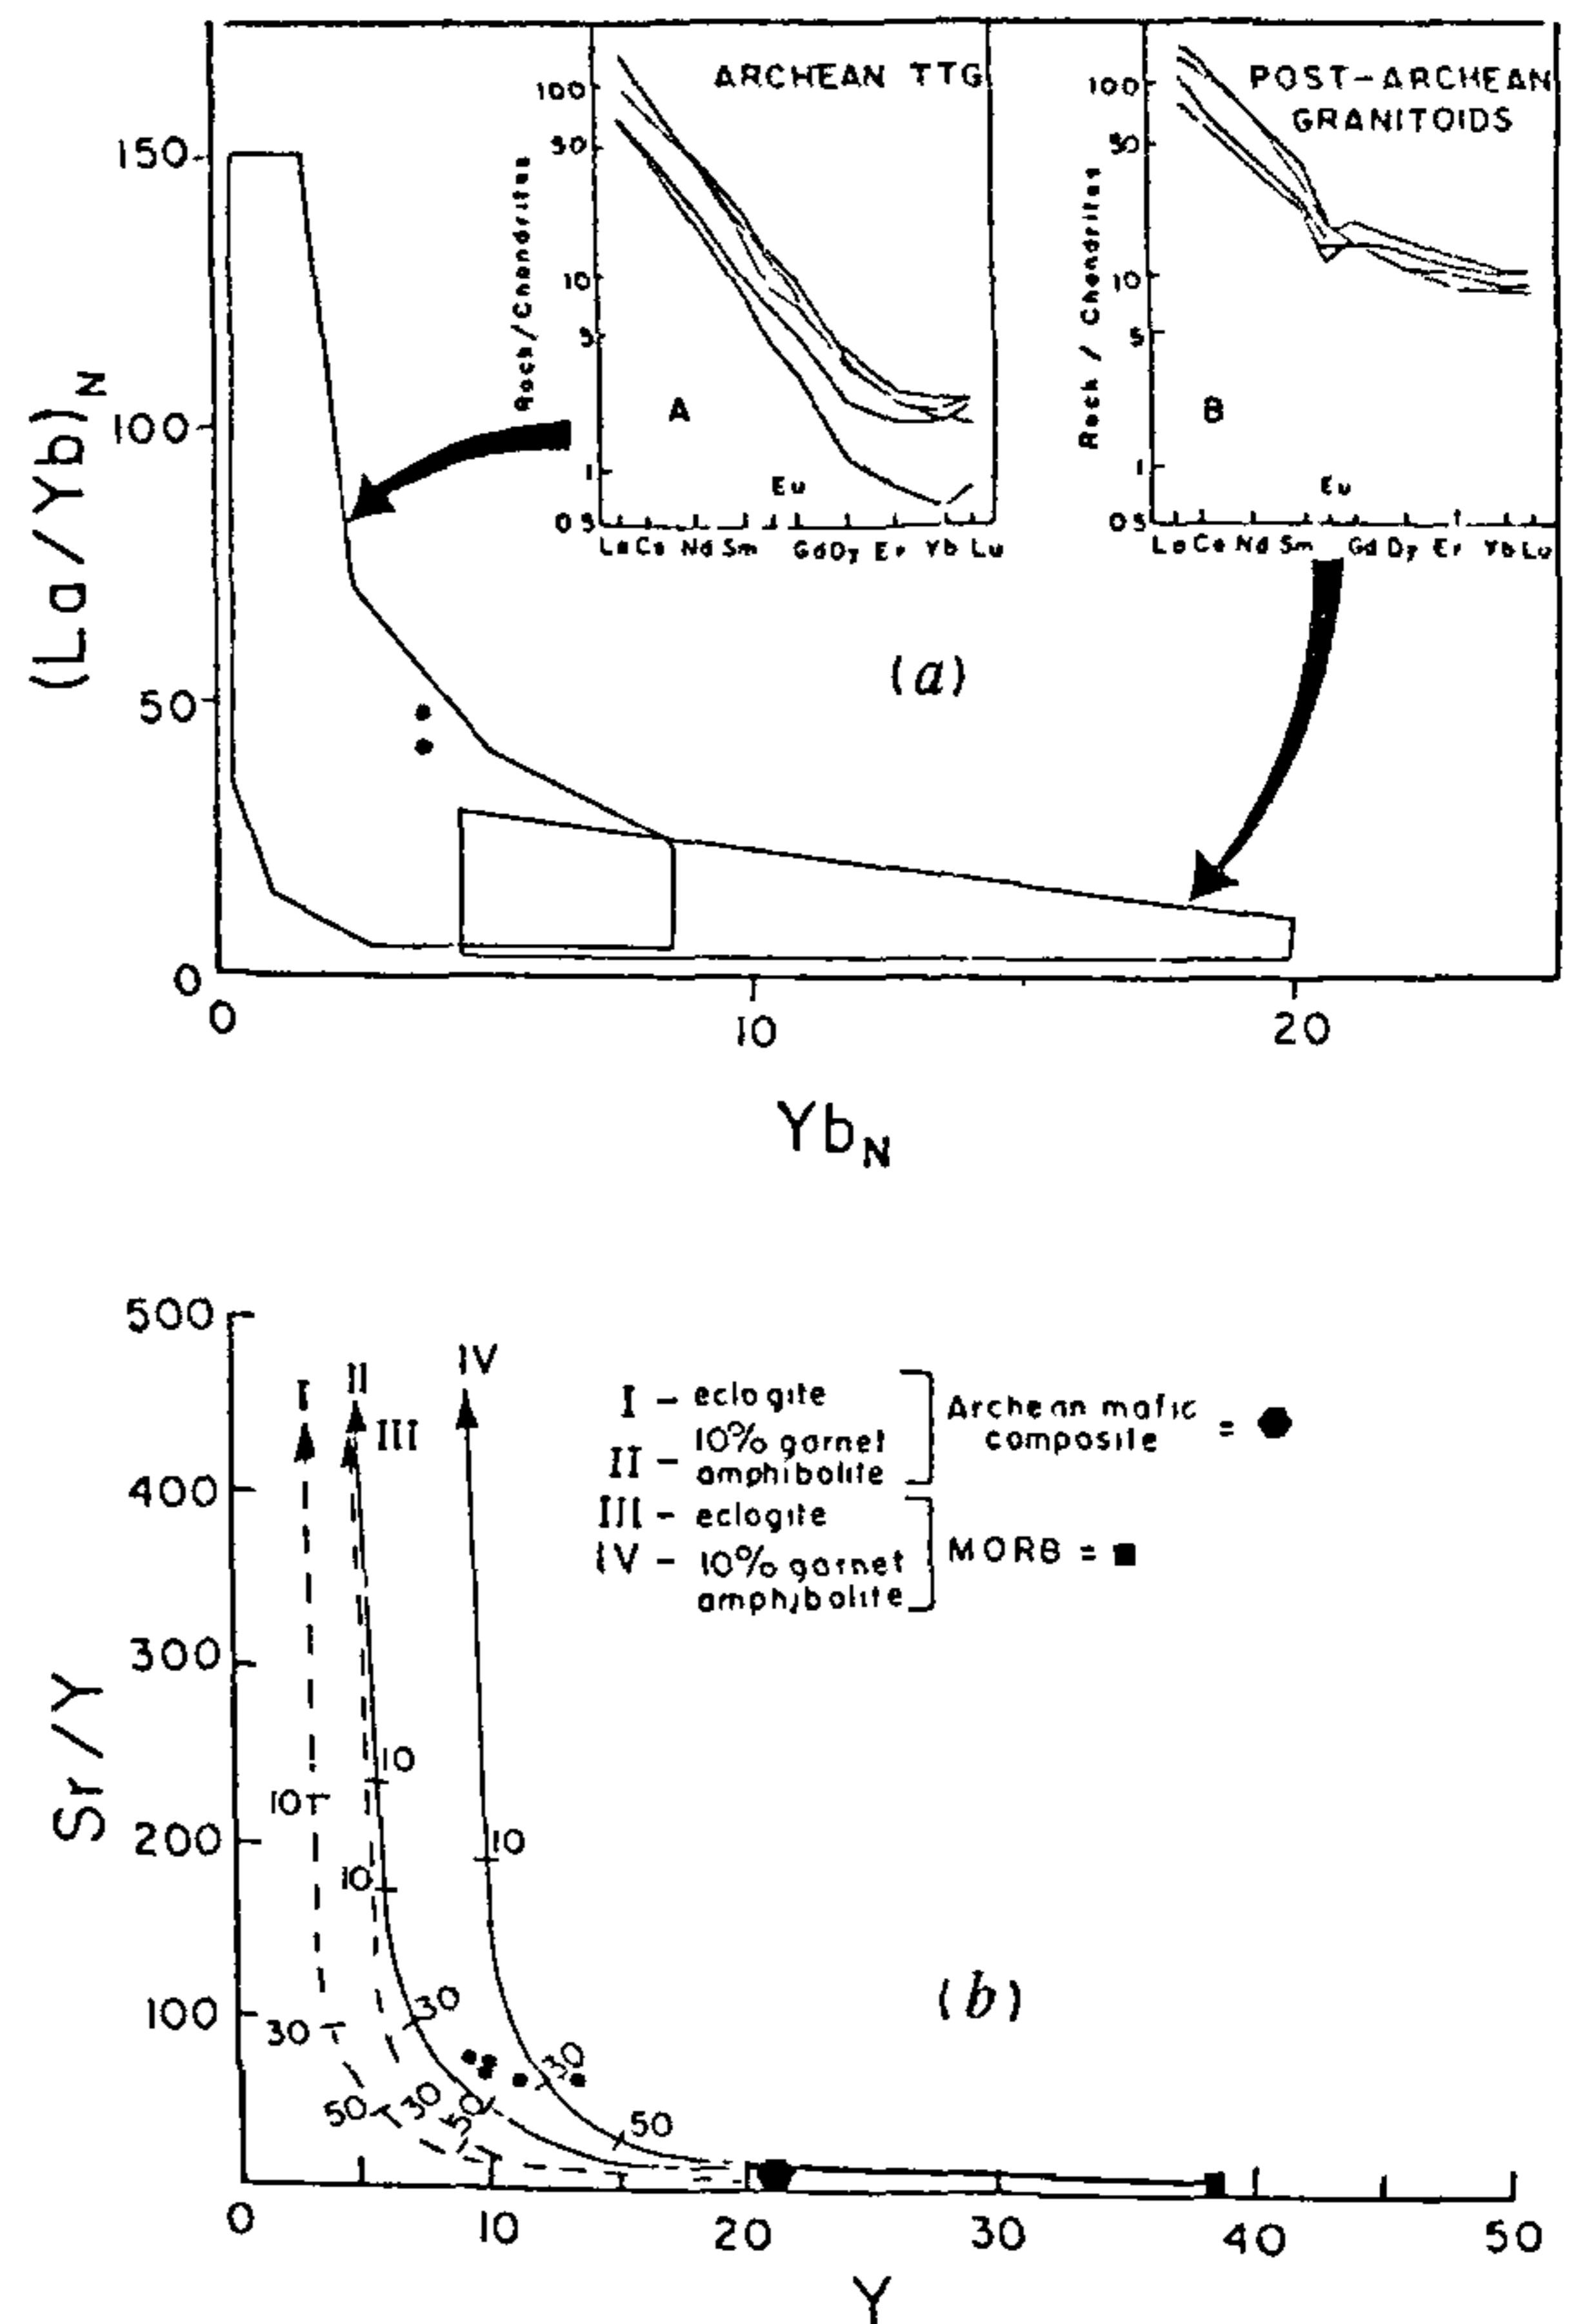 ARCHEAN TTG
POST-ARCHEAN
GRANITOIDS
100
50
10
5
1
0.5
Rock/Chondrites
A
Eu
La Ce Nd Sm Gd Dy Er Yb Lu
100
50
10
5
1
0.5
Rock / Chondrites
B
Eu
La Ce Nd Sm Gd Dy Er Yb Lu
150
100
50
0
(La/Yb)N
(a)
0
10
20
YbN
500
400
300
200
100
Sr/Y
I
II
III
IV
I - eclogite
II - 10% garnet
amphibolite
Archean mafic
composite =
III - eclogite
IV - 10% garnet
amphibolite
MORB =
10
10
10
10
30
30
30
30
50
50
50
(b)
0
10
20
30
40
50
Y